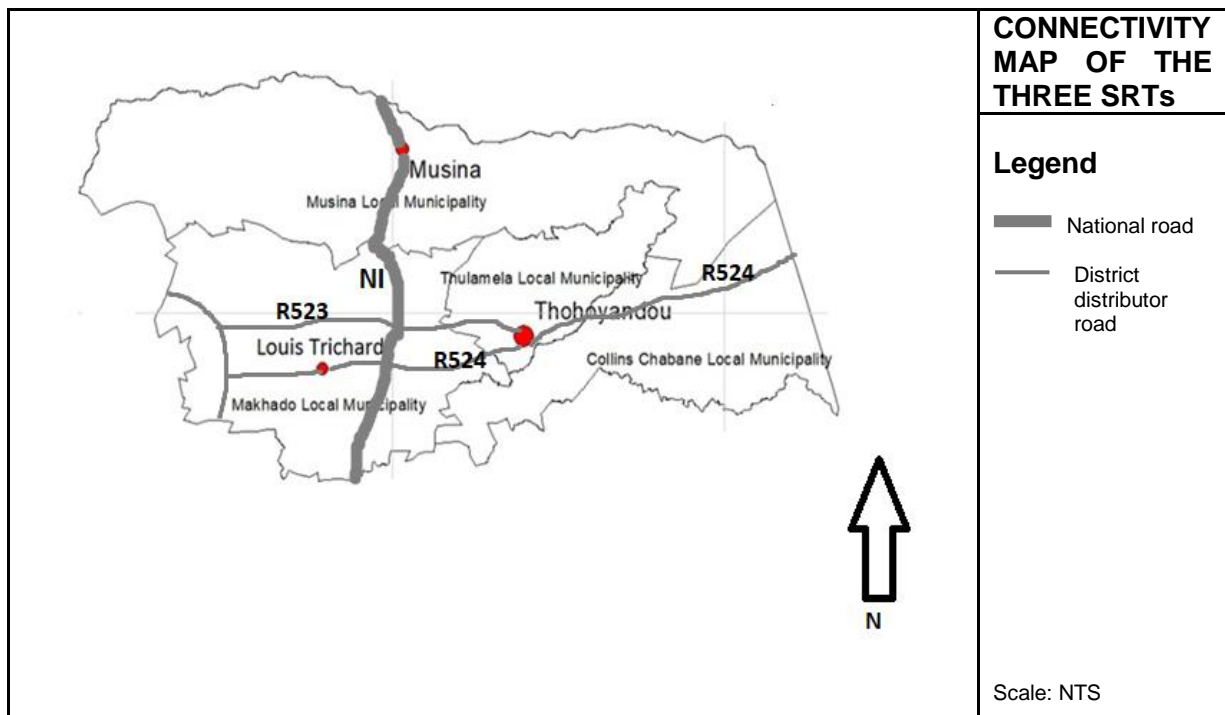 CONNECTIVITY
MAP OF THE
THREE SRTs
Legend
National road
District
distributor
road
Scale: NTS
Musina
Musina Local Municipality
NI
Thulamela Local Municipality
R524
R523
Thohoyandou
Louis Trichard
R524
Collins Chabane Local Municipality
Makhado Local Municipality
N